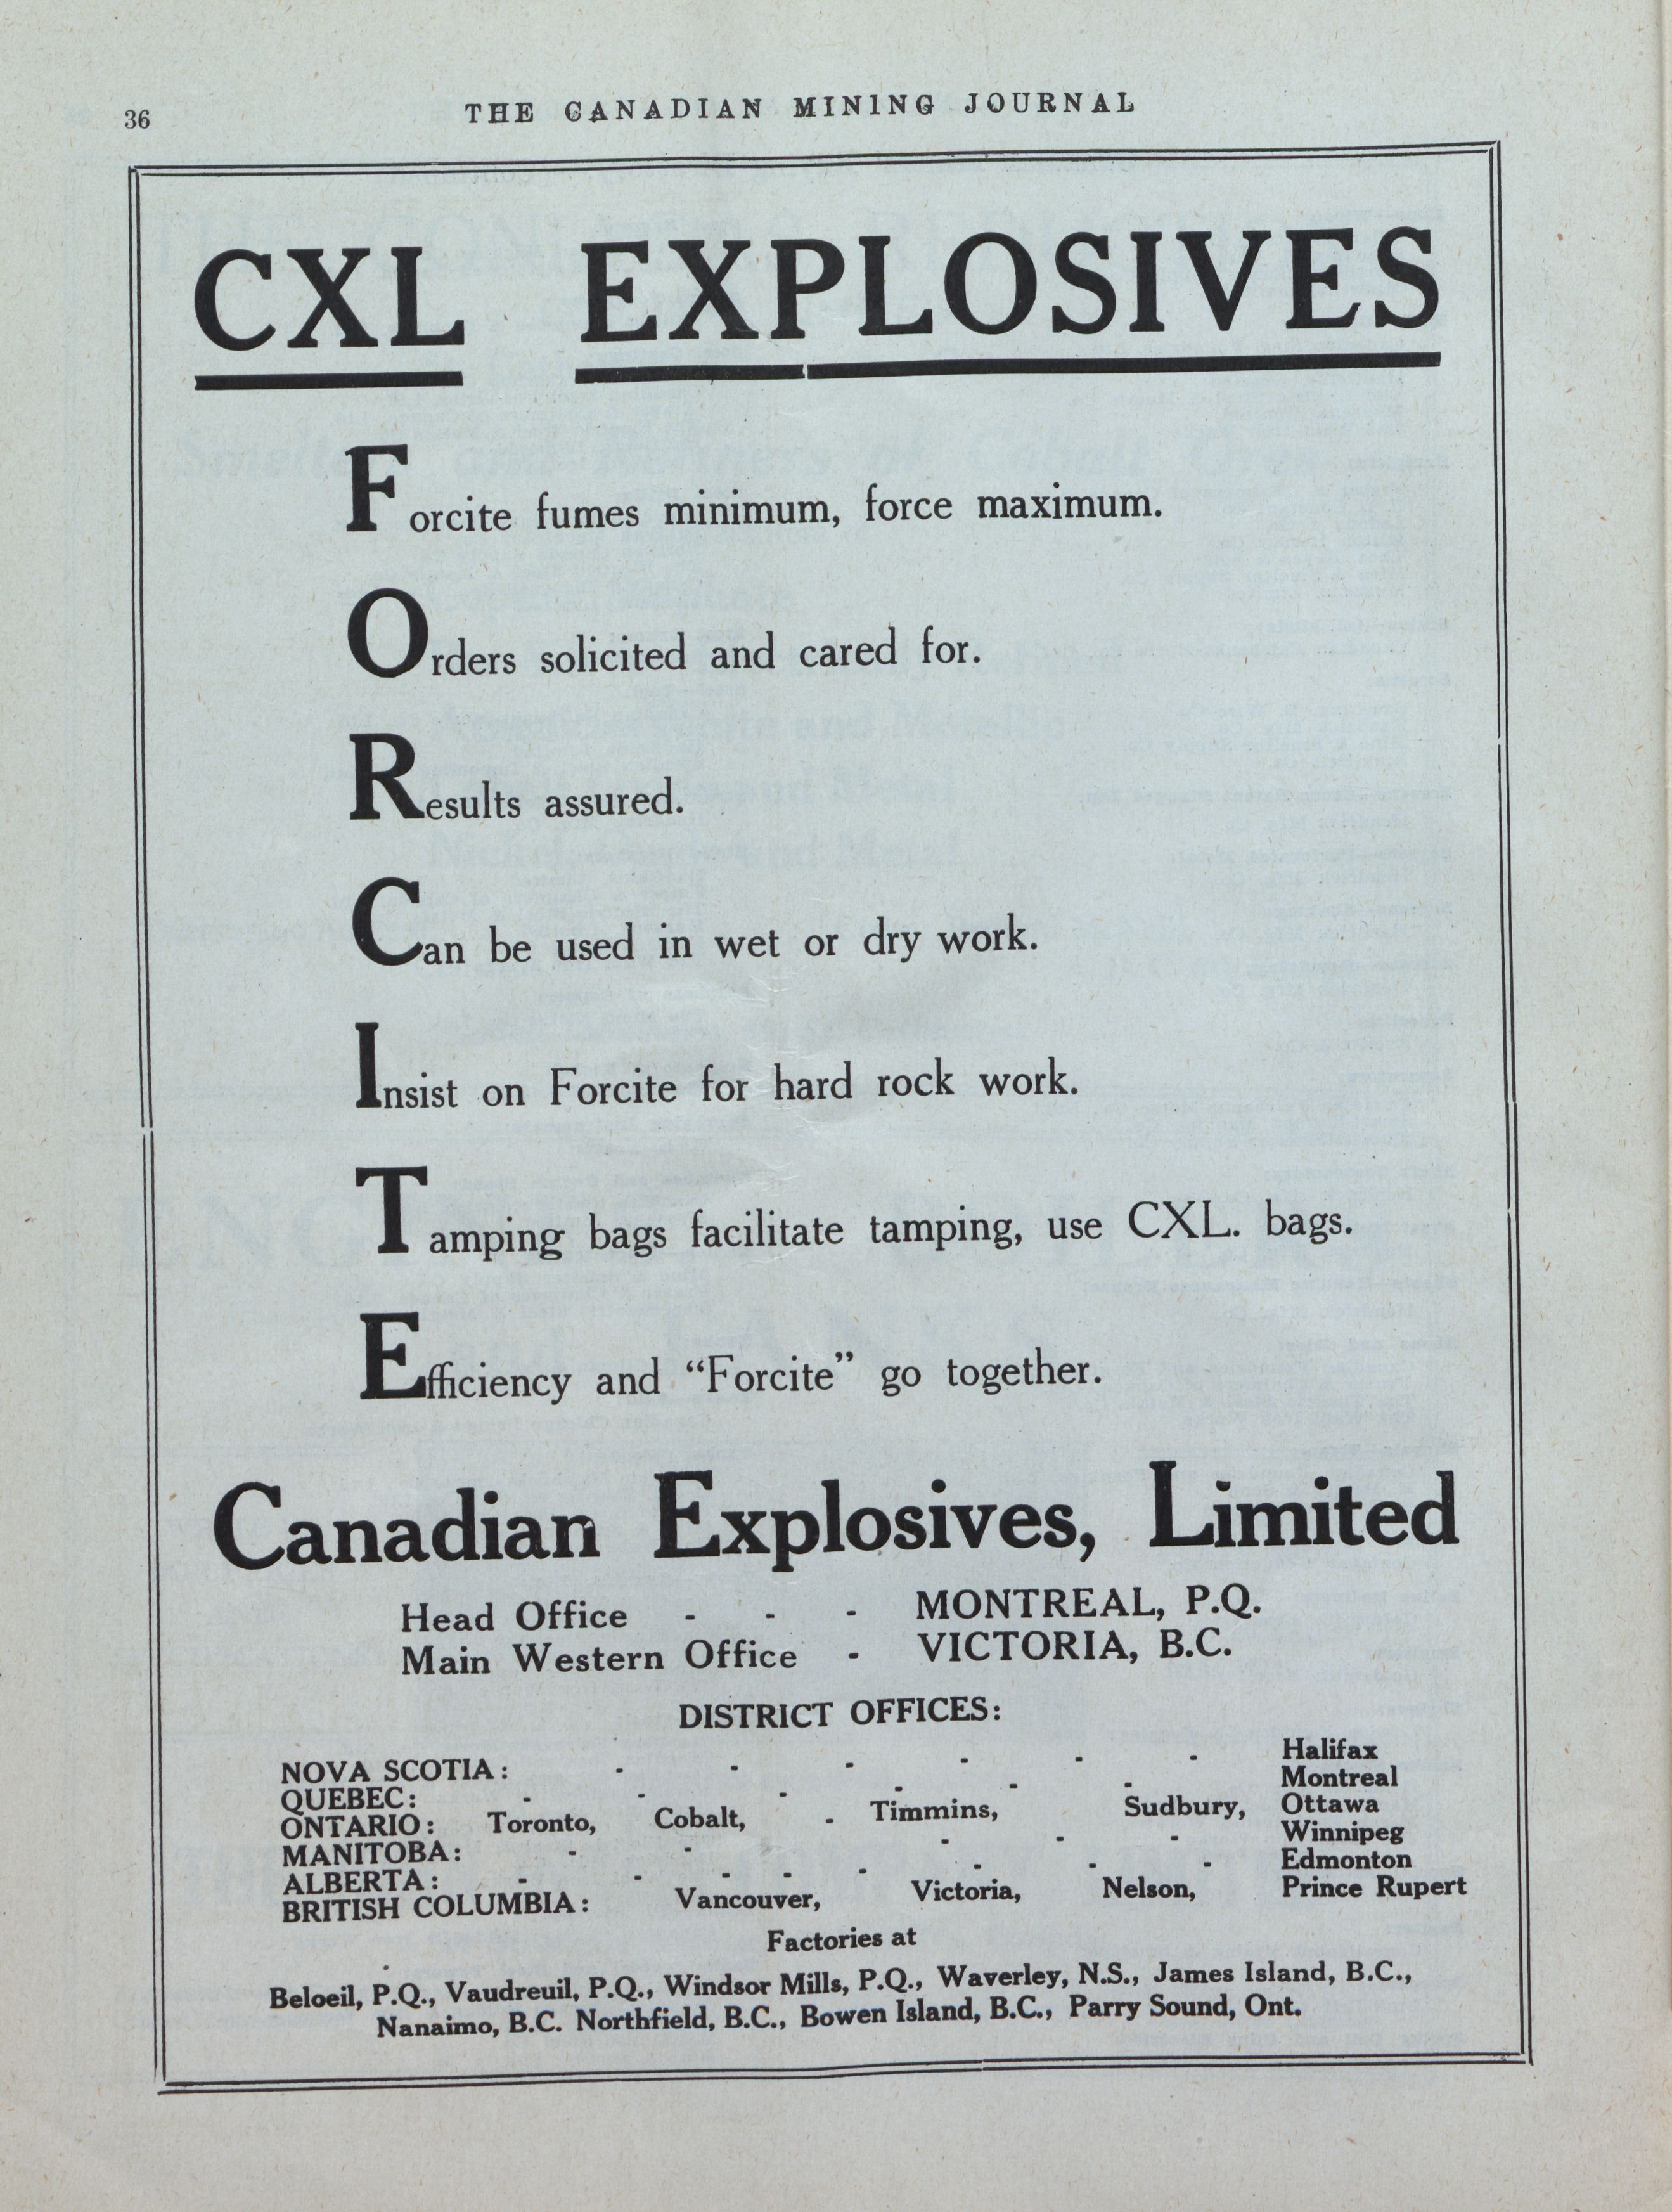 36
THE CANADIAN MINING JOURNAL
CXL EXPLOSIVES
Forcite fumes minimum, force maximum.
Orders solicited and cared for.
Results assured.
Can be used in wet or dry work.
Insist on Forcite for hard rock work.
Tamping bags facilitate tamping, use CXL. bags.
Efficiency and “Forcite” go together.
Canadian Explosives, Limited
Head Office - - - MONTREAL, P.Q.
Main Western Office - VICTORIA, B.C.
DISTRICT OFFICES:
NOVA SCOTIA: - - - - - - Halifax
QUEBEC: - - - - - - Montreal
ONTARIO: Toronto, Cobalt, - Timmins, Sudbury, Ottawa
MANITOBA: - - - - - Winnipeg
ALBERTA: - - - - - - - - Edmonton
BRITISH COLUMBIA: Vancouver, Victoria, Nelson, Prince Rupert
Factories at
Beloeil, P.Q., Vaudreuil, P.Q., Windsor Mills, P.Q., Waverley, N.S., James Island, B.C.,
Nanaimo, B.C. Northfield, B.C., Bowen Island, B.C., Parry Sound, Ont.